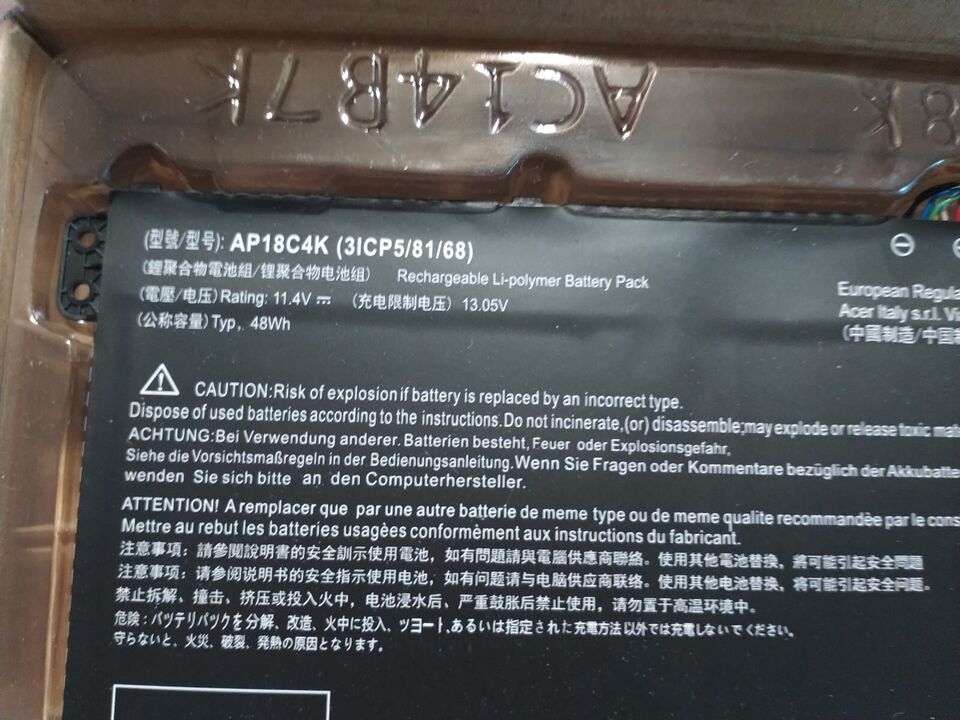 AC14B7K
8K
(型號/型号): AP18C4K (3ICP5/81/68)
(鋰聚合物電池組/锂聚合物电池组) Rechargeable Li-polymer Battery Pack
(電壓/电压) Rating: 11.4V ⎓ (充电限制电压) 13.05V
(公称容量) Typ, 48Wh
European Regula
Acer Italy s.r.l. Vi
(中國制造/中国制
CAUTION:Risk of explosion if battery is replaced by an incorrect type.
Dispose of used batteries according to the instructions. Do not incinerate,(or) disassemble;may explode or release toxic mat
ACHTUNG:Bei Verwendung anderer. Batterien besteht, Feuer oder Explosionsgefahr,
Siehe die Vorsichtsmaßregeln in der Bedienungsanleitung. Wenn Sie Fragen oder Kommentare bezüglich der Akkubatte
wenden Sie sich bitte an den Computerhersteller.
ATTENTION! A remplacer que par une autre batterie de meme type ou de meme qualite recommandèe par le cons
Mettre au rebut les batteries usagèes conformèment aux instructions du fabricant.
注意事項：請參閱說明書的安全訓示使用電池，如有問題請與電腦供應商聯絡。使用其他電池替換，將可能引起安全問題
注意事项：请参阅说明书的安全指示使用电池，如有问题请与电脑供应商联络。使用其他电池替换，将可能引起安全问题。
禁止拆解、撞击、挤压或投入火中，电池浸水后、严重鼓胀后禁止使用，请勿置于高温环境中。
危険：バッテリパックを分解、改造、火中に投入、ツヨート,あるいは指定された充電方法以外では充電しないでください。
守らないと、火災、破裂、発熱の原因となります。